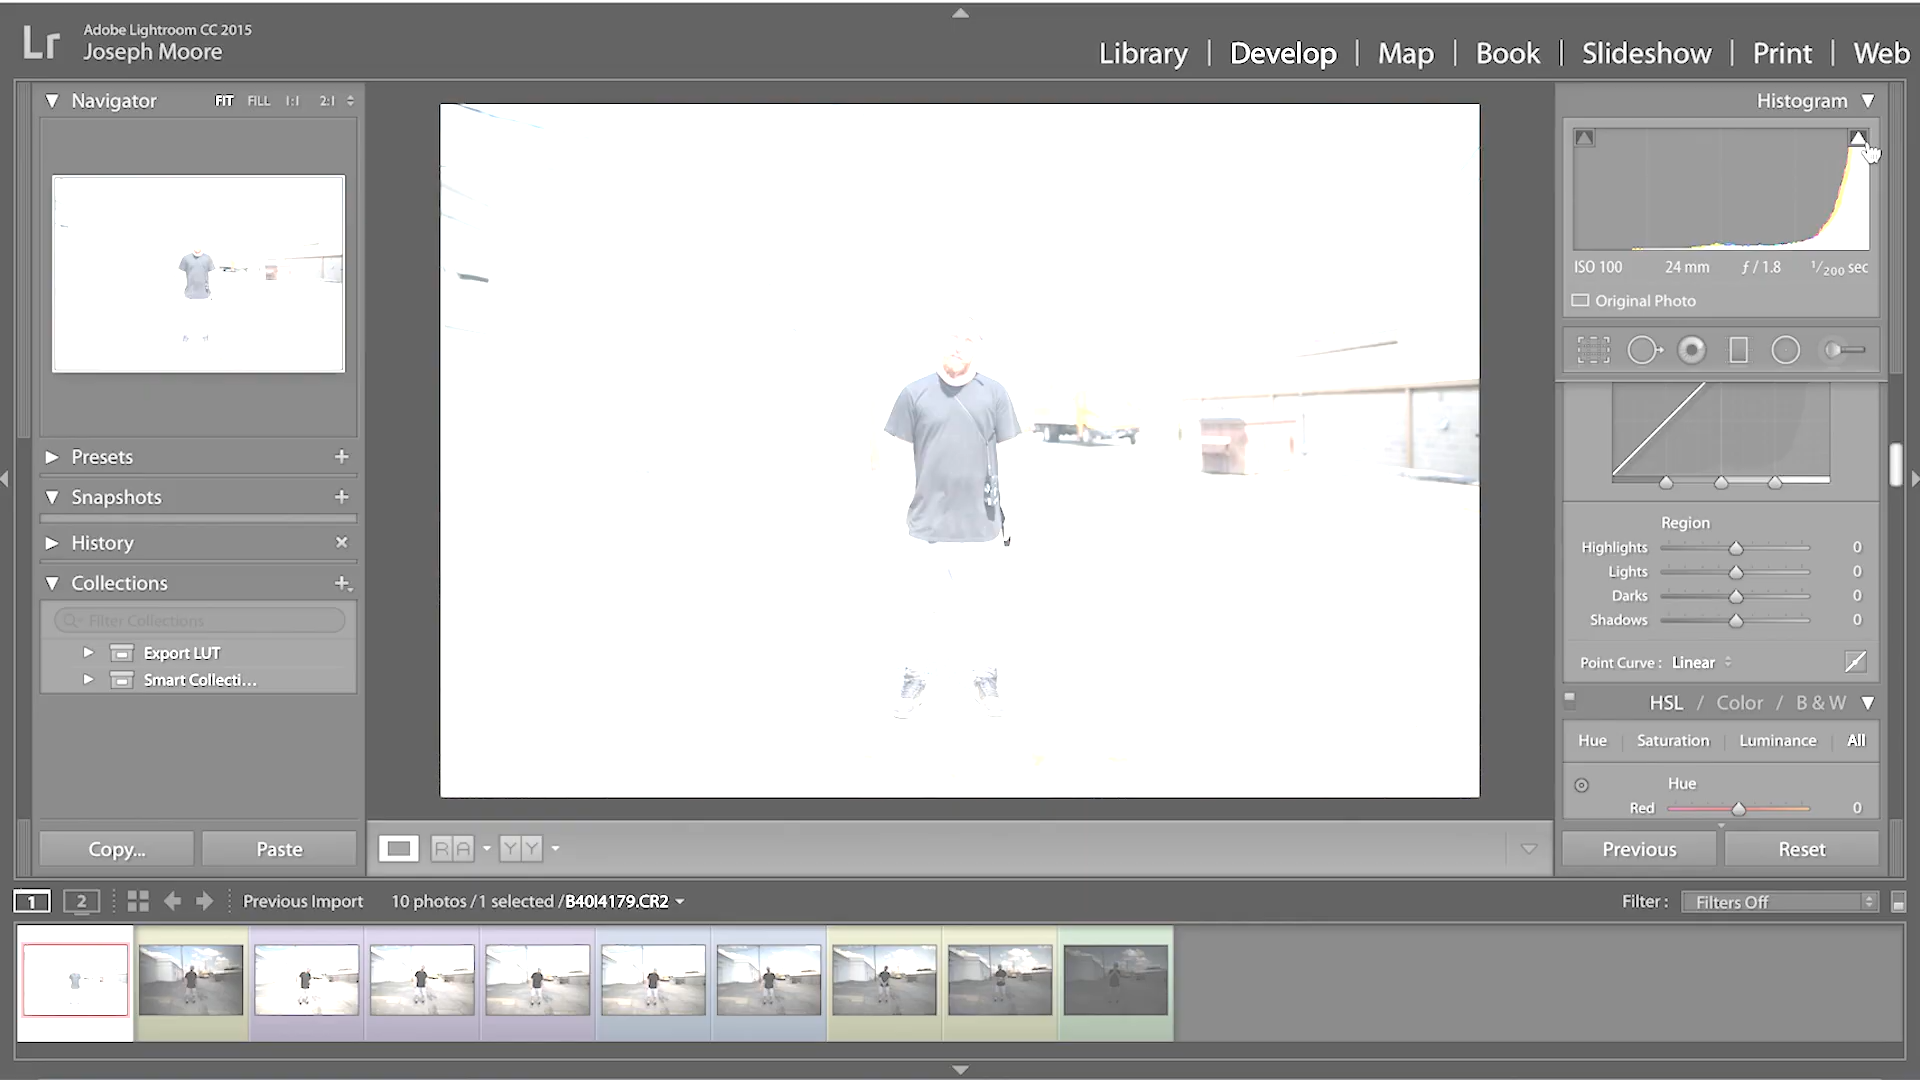 Lr
Adobe Lightroom CC 2015
Joseph Moore
Library | Develop | Map | Book | Slideshow | Print | Web
Navigator FIT FILL 1:1 2:1
Histogram
ISO 100 24 mm ƒ / 1.8 1/200 sec
Original Photo
Presets
Snapshots
History
Collections
Filter Collections
Export LUT
Smart Collecti...
Copy... Paste
Region
Highlights 0
Lights 0
Darks 0
Shadows 0
Point Curve : Linear
HSL / Color / B & W
Hue Saturation Luminance All
Hue
Red 0
R A Y Y
Previous Reset
1 2 Previous Import 10 photos / 1 selected / B40I4179.CR2
Filter : Filters Off